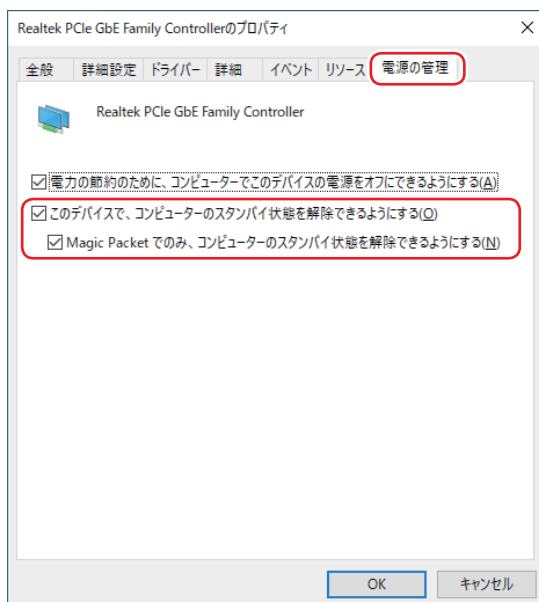 Realtek PCIe GbE Family Controllerのプロパティ
全般 詳細設定 ドライバー 詳細 イベント リソース 電源の管理
Realtek PCIe GbE Family Controller
電力の節約のために、コンピューターでこのデバイスの電源をオフにできるようにする(A)
このデバイスで、コンピューターのスタンバイ状態を解除できるようにする(O)
Magic Packet でのみ、コンピューターのスタンバイ状態を解除できるようにする(N)
OK キャンセル